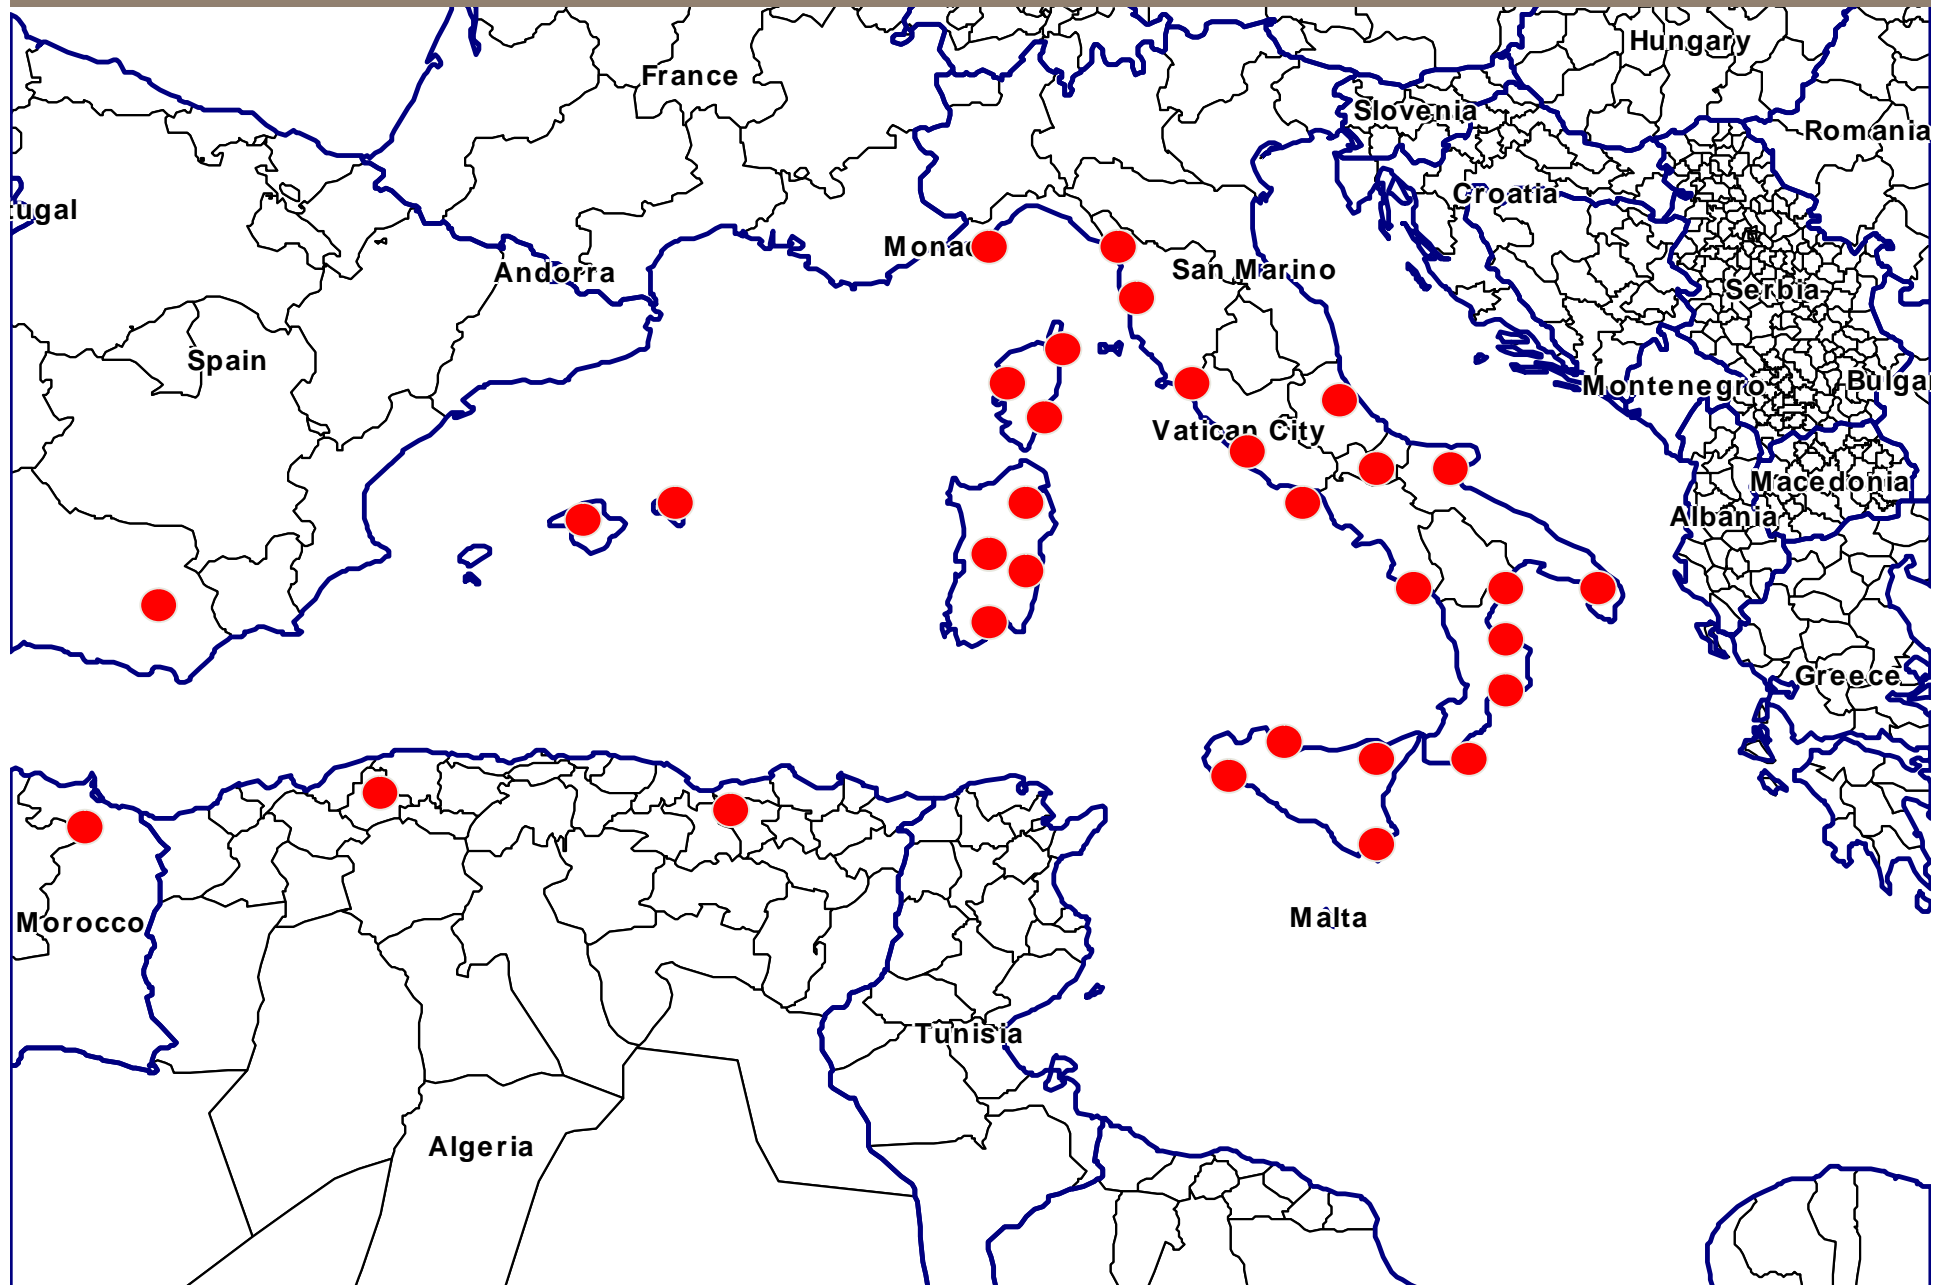 Hungary
France
Slovenia
Romania
Croatia
tugal
Monac
San Marino
Andorra
Serbia
Spain
Montenegro
Bulga
Vatican City
Macedonia
Albania
Greece
Malta
Morocco
Tunisia
Algeria